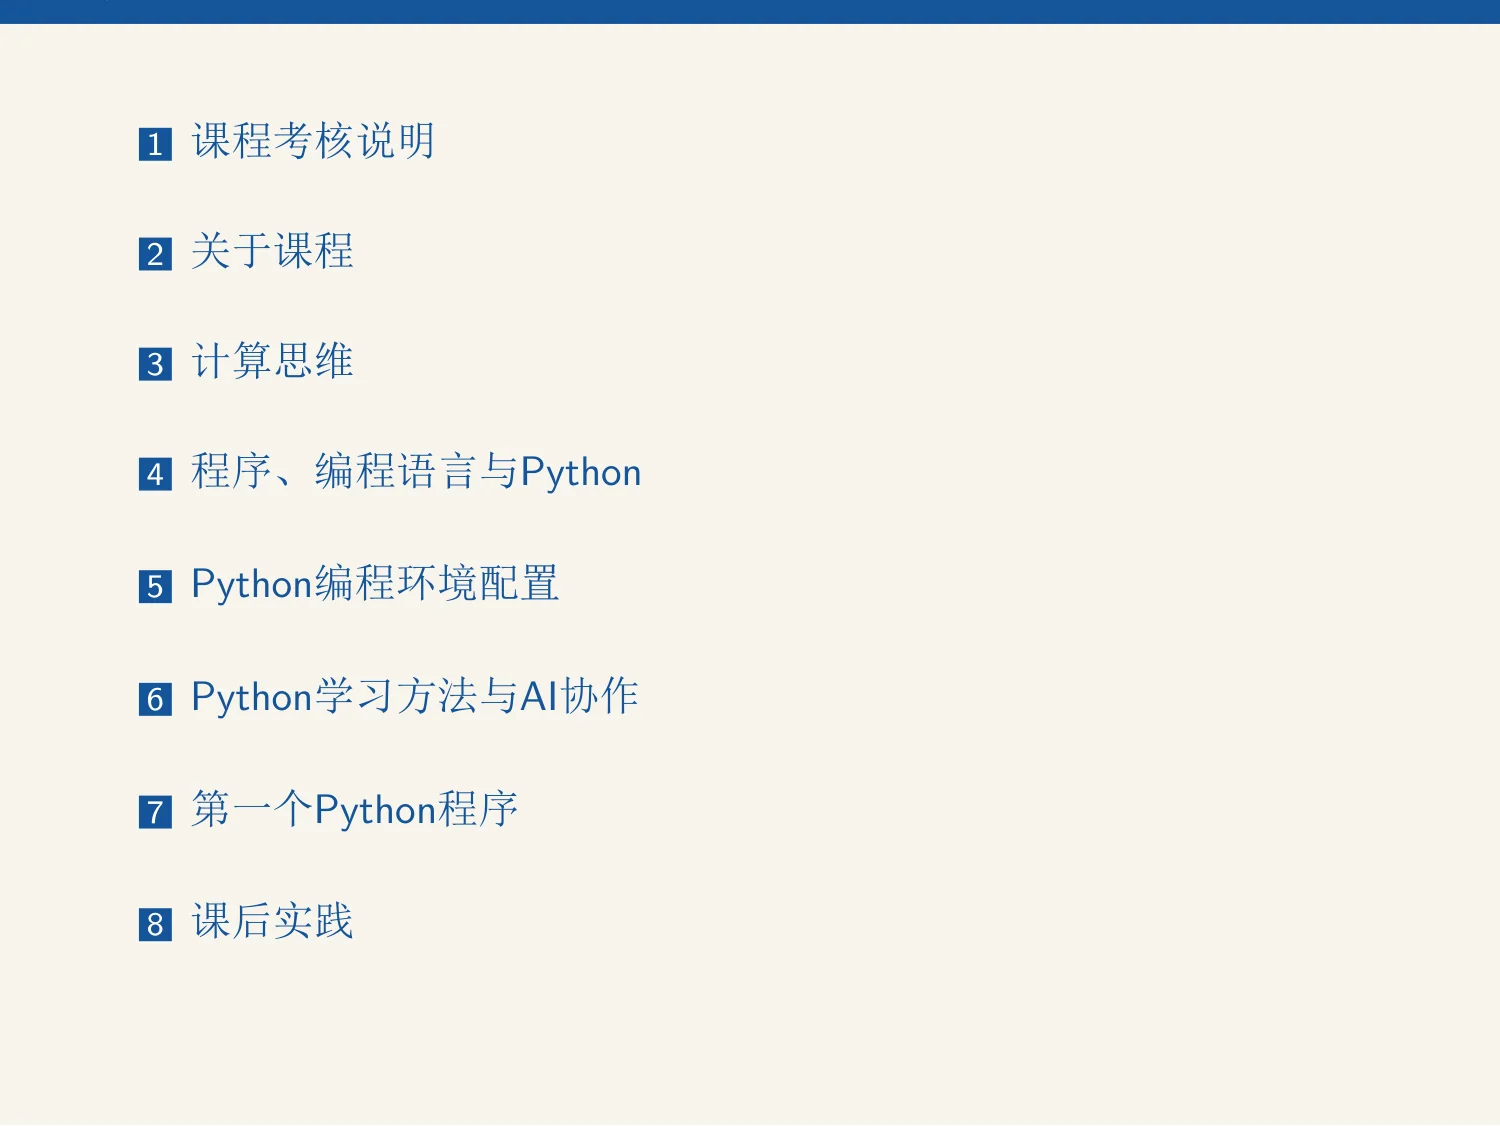 1 课程考核说明
2 关于课程
3 计算思维
4 程序、编程语言与Python
5 Python编程环境配置
6 Python学习方法与AI协作
7 第一个Python程序
8 课后实践